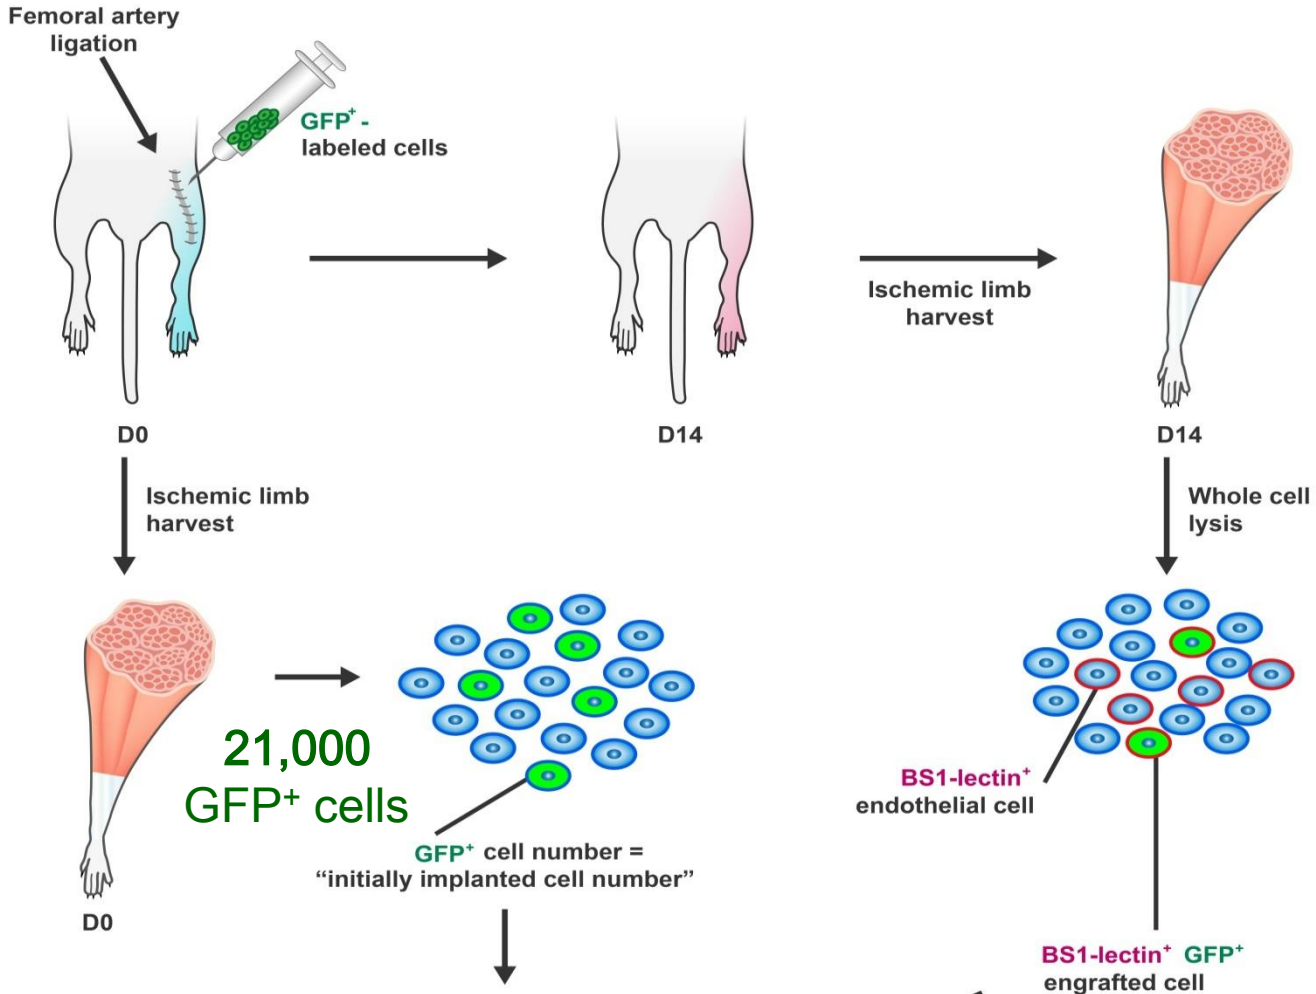 Femoral artery
ligation
GFP⁺ -
labeled cells
D0
D14
Ischemic limb
harvest
D14
Ischemic limb
harvest
Whole cell
lysis
21,000
GFP⁺ cells
BS1-lectin⁺
endothelial cell
GFP⁺ cell number =
“initially implanted cell number”
D0
BS1-lectin⁺ GFP⁺
engrafted cell